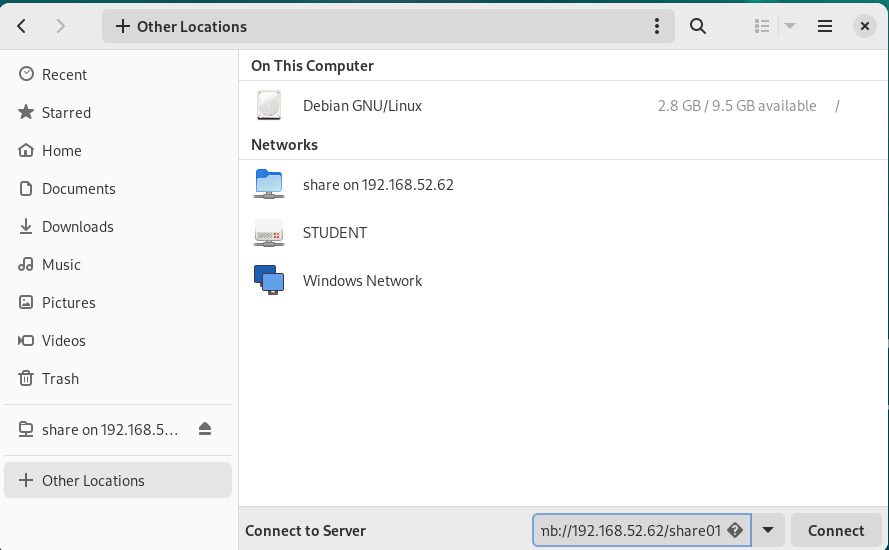 Other Locations
Recent
Starred
Home
Documents
Downloads
Music
Pictures
Videos
Trash
share on 192.168.5…
Other Locations
On This Computer
Debian GNU/Linux 2.8 GB / 9.5 GB available /
Networks
share on 192.168.52.62
STUDENT
Windows Network
Connect to Server mb://192.168.52.62/share01 Connect